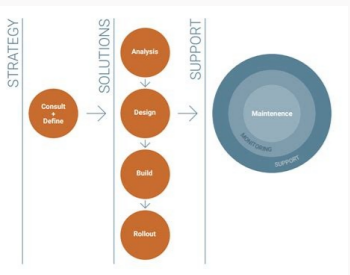 STRATEGY
Consult
+
Define
SOLUTIONS
Analysis
Design
Build
Rollout
SUPPORT
Maintenence
MONITORING
SUPPORT